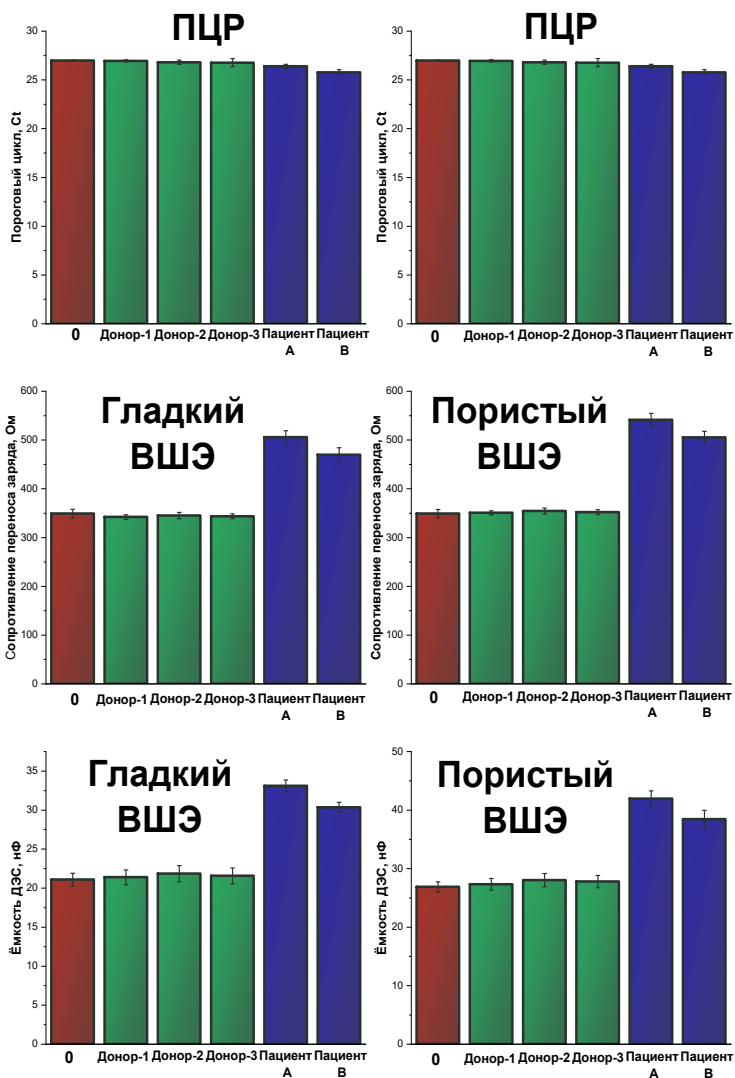 ПЦР
Пороговый цикл, Ct
30
25
20
15
10
5
0
0 Донор-1 Донор-2 Донор-3 Пациент Пациент
A B
ПЦР
Пороговый цикл, Ct
30
25
20
15
10
5
0
0 Донор-1 Донор-2 Донор-3 Пациент Пациент
A B
Гладкий
ВШЭ
Сопротивление переноса заряда, Ом
600
500
400
300
200
100
0
0 Донор-1 Донор-2 Донор-3 Пациент Пациент
A B
Пористый
ВШЭ
Сопротивление переноса заряда, Ом
600
500
400
300
200
100
0
0 Донор-1 Донор-2 Донор-3 Пациент Пациент
A B
Гладкий
ВШЭ
Ёмкость ДЭС, нФ
35
30
25
20
15
10
5
0
0 Донор-1 Донор-2 Донор-3 Пациент Пациент
A B
Пористый
ВШЭ
Ёмкость ДЭС, нФ
50
40
30
20
10
0
0 Донор-1 Донор-2 Донор-3 Пациент Пациент
A B